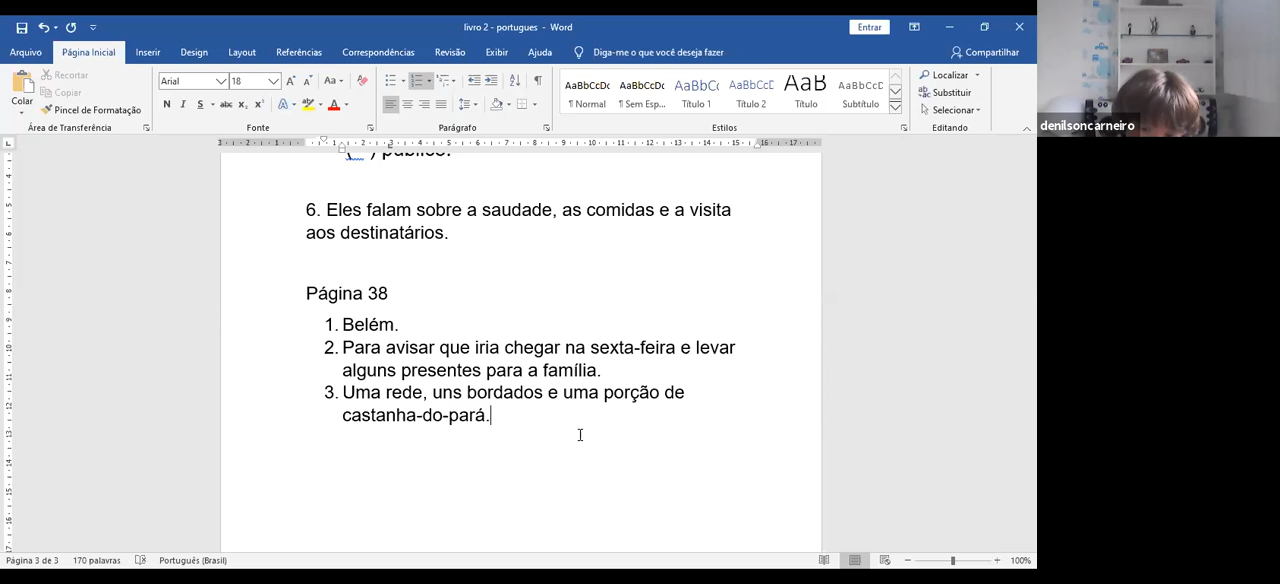 livro 2 - portugues - Word
Entrar
Arquivo Página Inicial Inserir Design Layout Referências Correspondências Revisão Exibir Ajuda Diga-me o que você deseja fazer Compartilhar
Colar
Recortar
Copiar
Pincel de Formatação
Área de Transferência
Arial 18
N I S abc x₂ x²
Fonte
Parágrafo
AaBbCcDc AaBbCcDc AaBbCc AaBbCcD AaB AaBbCcD
¶ Normal ¶ Sem Esp... Título 1 Título 2 Título Subtítulo
Estilos
Localizar
Substituir
Selecionar
Editando
denilsoncarneiro
) público.
6. Eles falam sobre a saudade, as comidas e a visita
aos destinatários.
Página 38
1. Belém.
2. Para avisar que iria chegar na sexta-feira e levar
alguns presentes para a família.
3. Uma rede, uns bordados e uma porção de
castanha-do-pará.
Página 3 de 3 170 palavras Português (Brasil) 100%